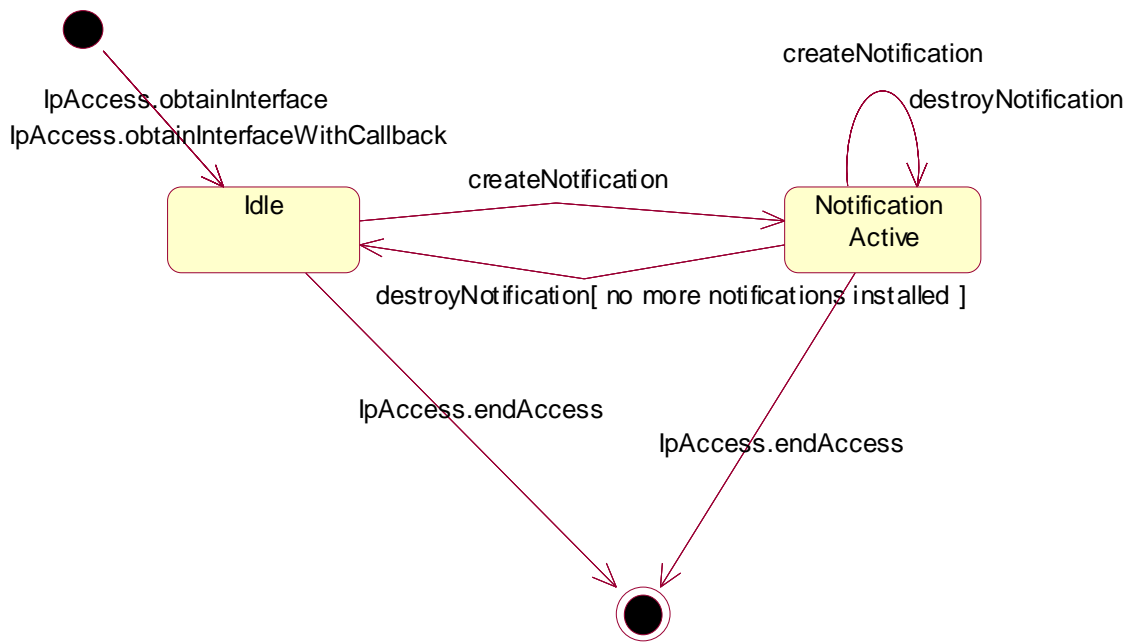 createNotification
IpAccess.obtainInterface
destroyNotification
IpAccess.obtainInterfaceWithCallback
createNotification
Idle
Notification
Active
destroyNotification[ no more notifications installed ]
IpAccess.endAccess
IpAccess.endAccess